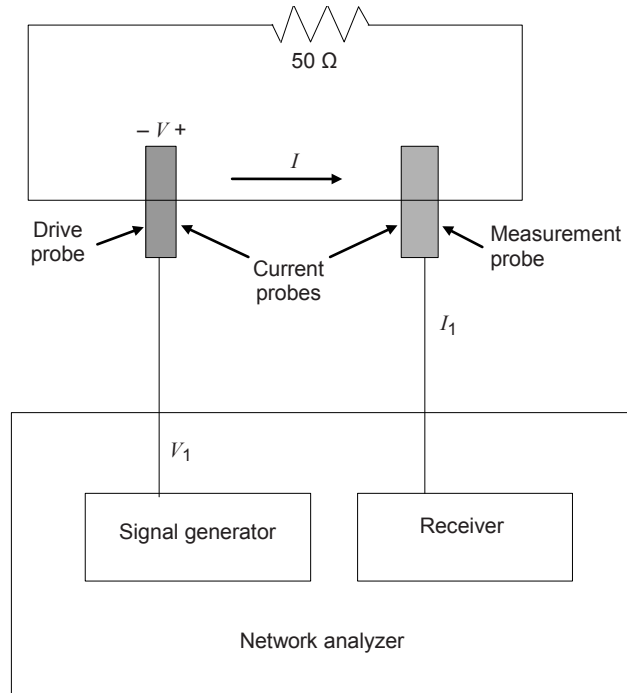 50 Ω
– V +
I
Drive
probe
Current
probes
Measurement
probe
I1
V1
Signal generator
Receiver
Network analyzer